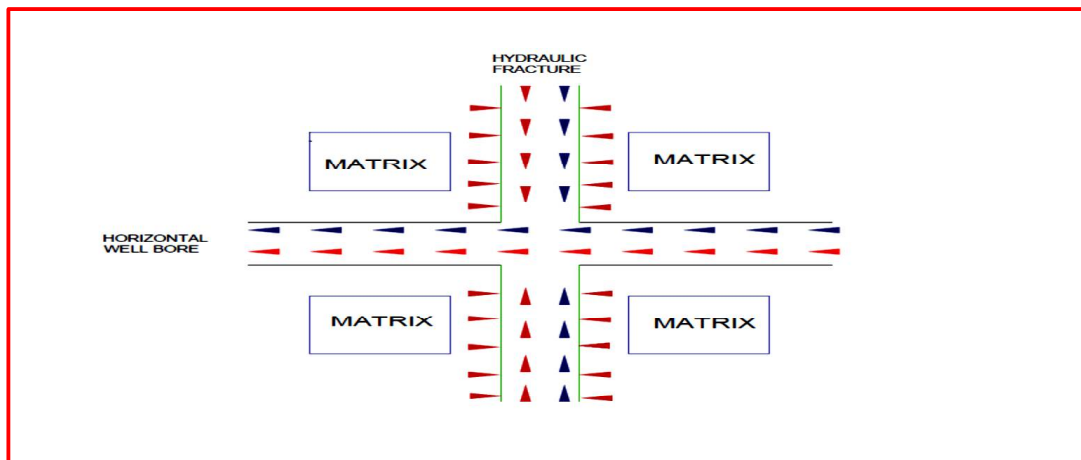 HYDRAULIC
FRACTURE
MATRIX
MATRIX
HORIZONTAL
WELL BORE
MATRIX
MATRIX